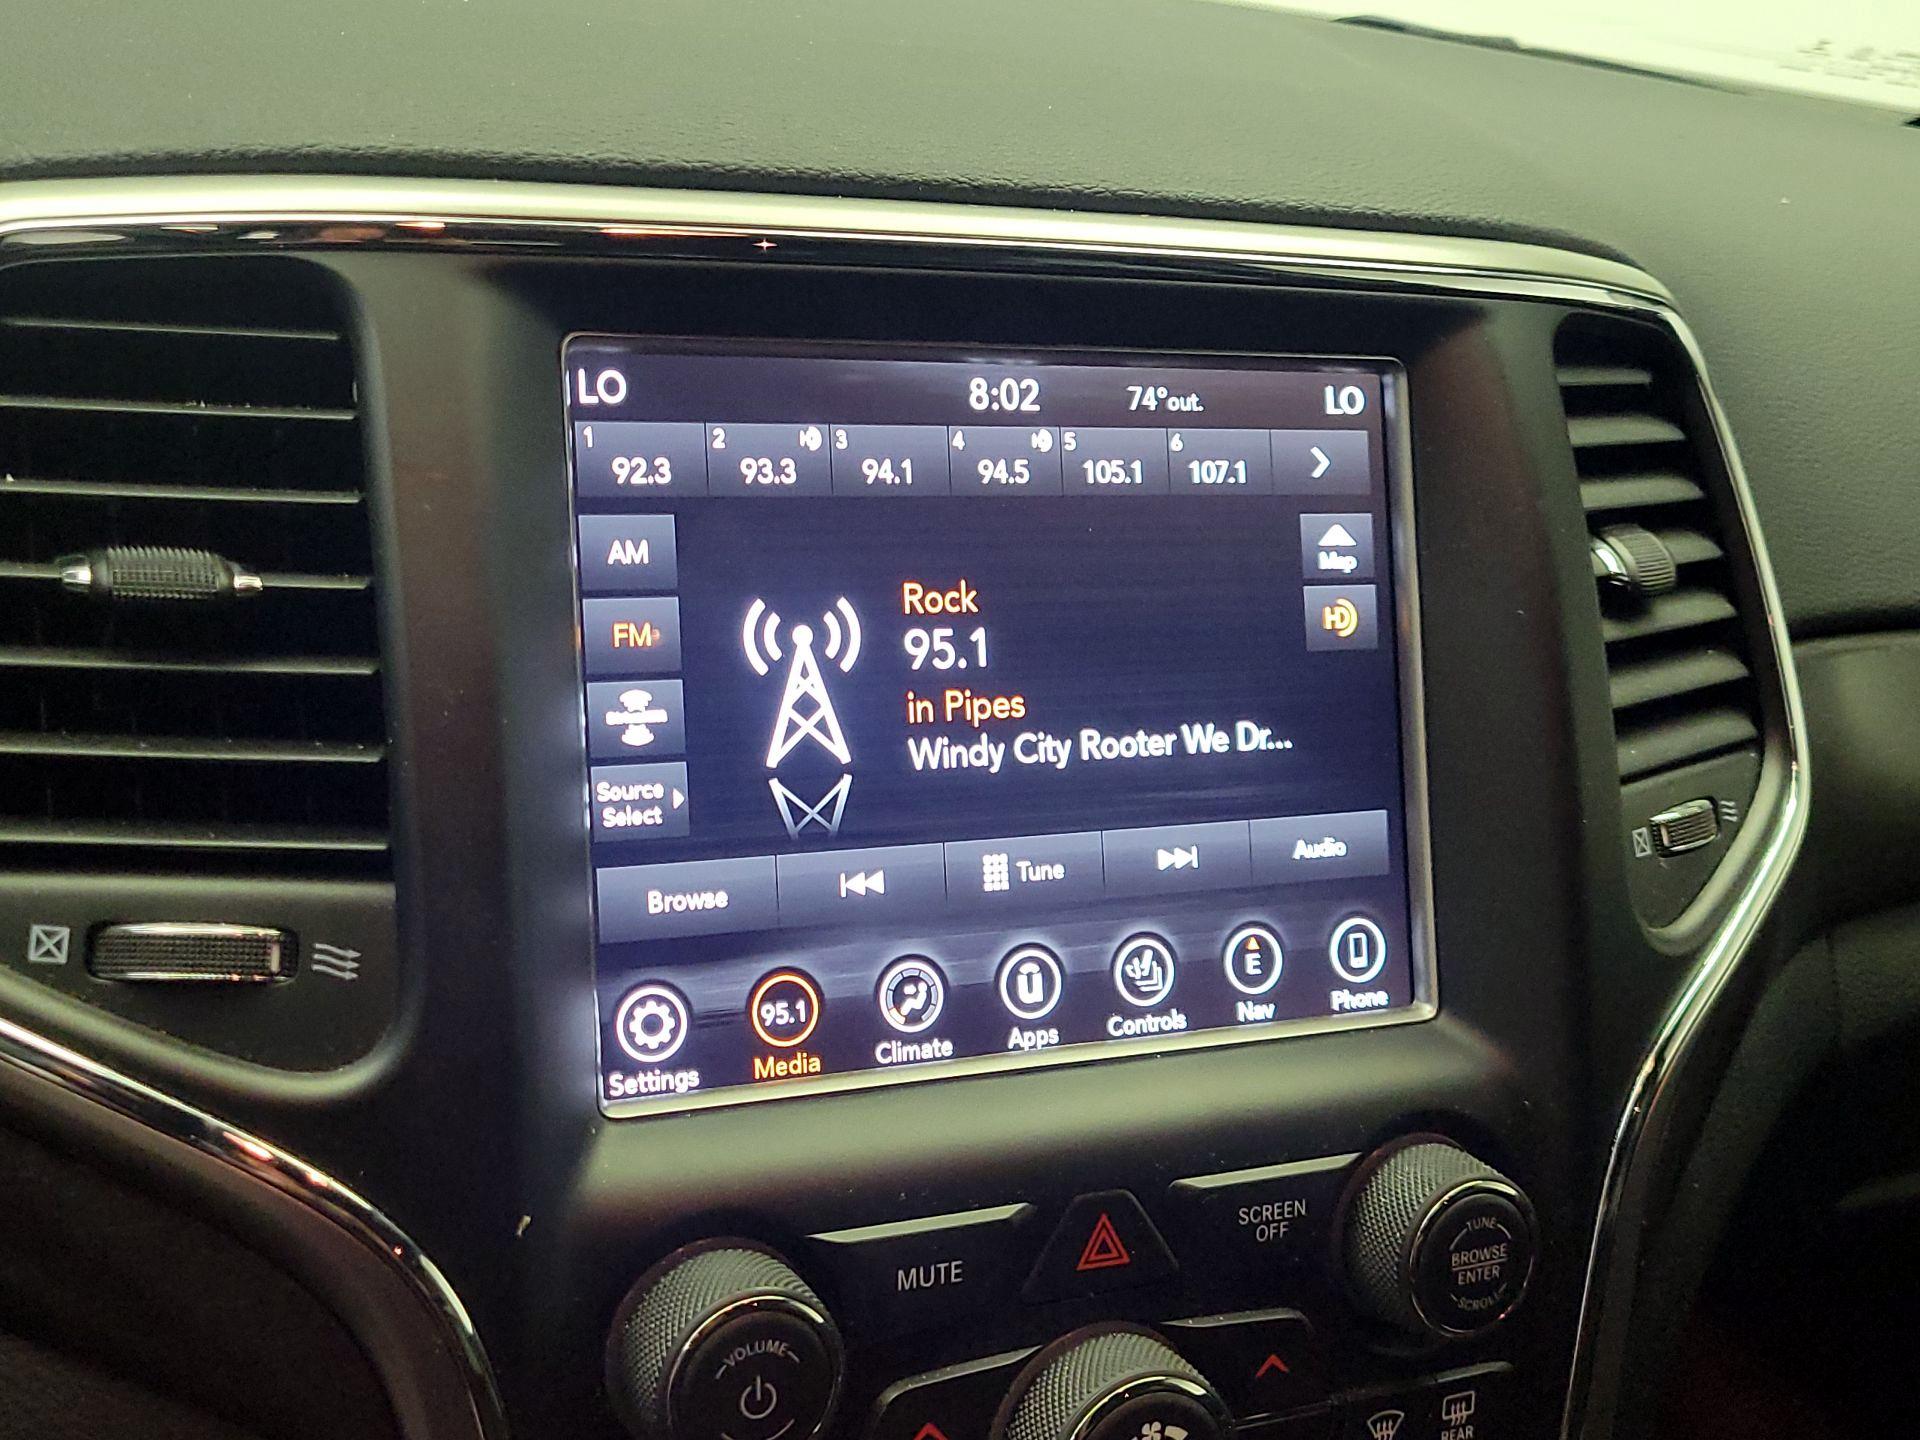 LO 8:02 74°out. LO
1 2 HD 3 4 HD 5 6
92.3 93.3 94.1 94.5 105.1 107.1
AM
Map
FM
HD
Rock
95.1
in Pipes
Windy City Rooter We Dr...
Source
Select
Browse Tune Audio
95.1 E
Settings Media Climate Apps Controls Nav Phone
MUTE
SCREEN
OFF
TUNE
BROWSE
ENTER
SCROLL
VOLUME
REAR